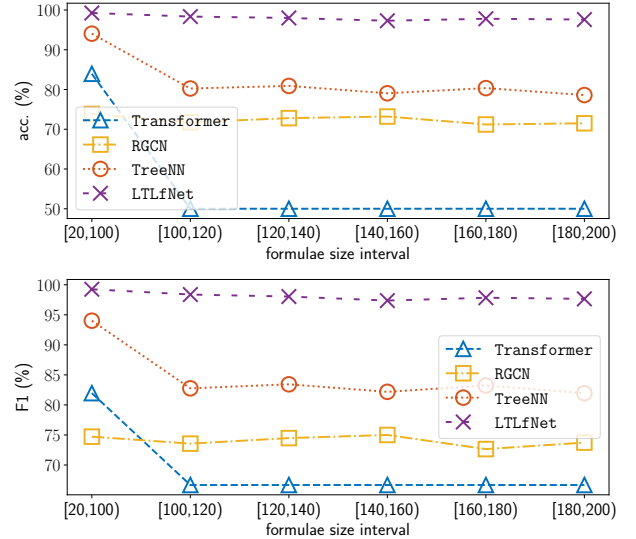 100
90
80
70
60
50
acc. (%)
Transformer
RGCN
TreeNN
LTLfNet
[20,100) [100,120) [120,140) [140,160) [160,180) [180,200)
formulae size interval
100
95
90
85
80
75
70
F1 (%)
Transformer
RGCN
TreeNN
LTLfNet
[20,100) [100,120) [120,140) [140,160) [160,180) [180,200)
formulae size interval